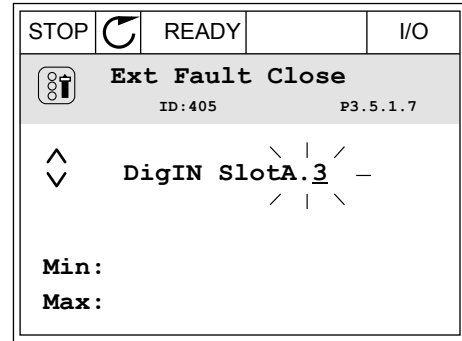 STOP READY I/O
Ext Fault Close
ID:405 P3.5.1.7
DigIN SlotA.3
Min:
Max: